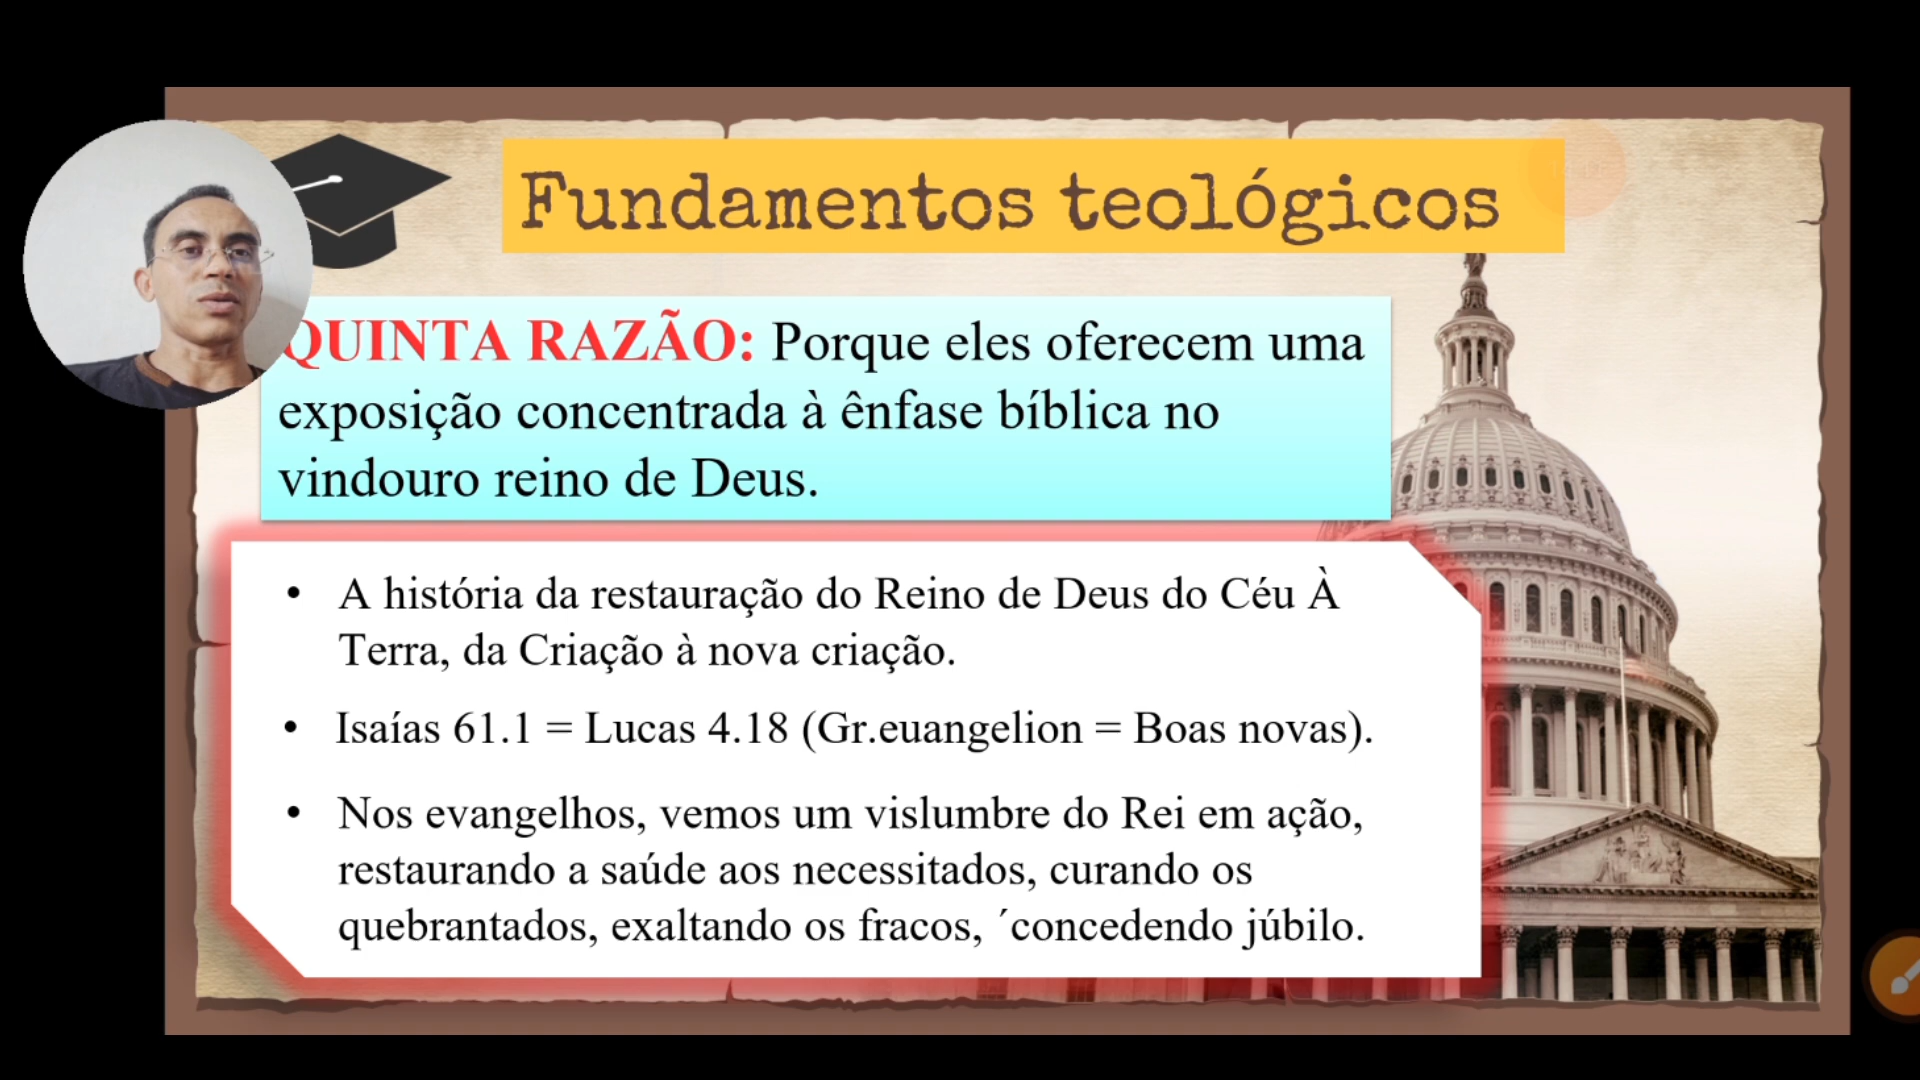 Fundamentos teológicos
QUINTA RAZÃO: Porque eles oferecem uma
exposição concentrada à ênfase bíblica no
vindouro reino de Deus.
• A história da restauração do Reino de Deus do Céu À
Terra, da Criação à nova criação.
• Isaías 61.1 = Lucas 4.18 (Gr.euangelion = Boas novas).
• Nos evangelhos, vemos um vislumbre do Rei em ação,
restaurando a saúde aos necessitados, curando os
quebrantados, exaltando os fracos, ´concedendo júbilo.